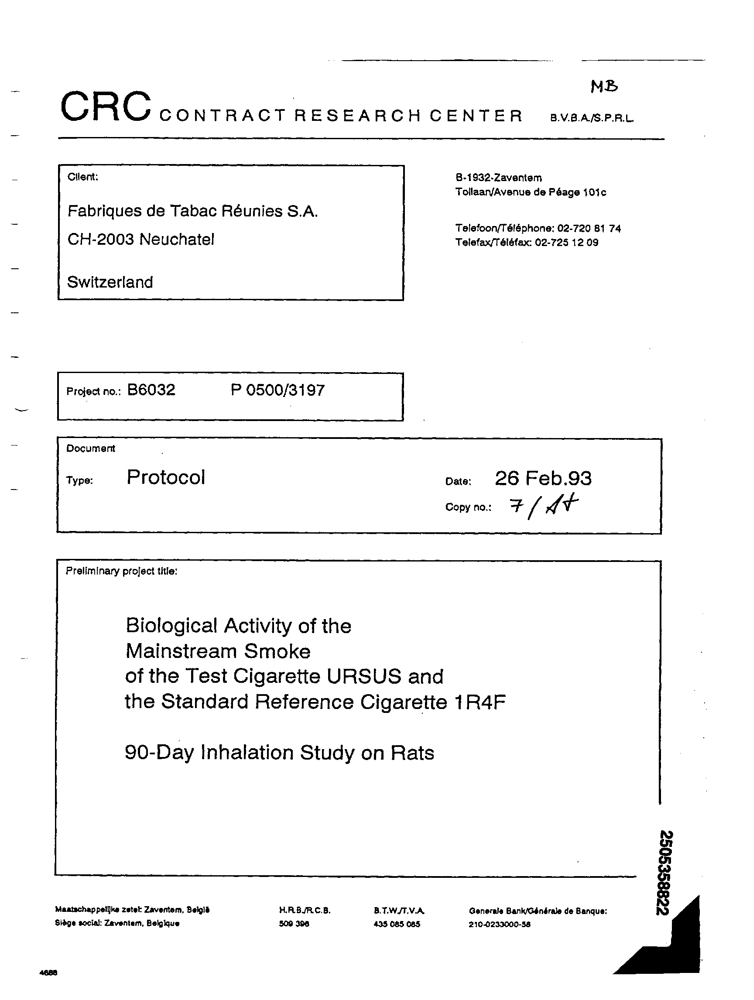 MB
CRC CONTRACT RESEARCH CENTER B.V.B.A./S.P.R.L.
Client:
Fabriques de Tabac Réunies S.A.
CH-2003 Neuchatel
Switzerland
B-1932-Zaventem
Tollaan/Avenue de Péage 101c
Telefoon/Téléphone: 02-720 81 74
Telefax/Téléfax: 02-725 12 09
Project no.: B6032 P 0500/3197
Document
Type: Protocol
Date: 26 Feb.93
Copy no.: 7 /
Preliminary project title:
Biological Activity of the
Mainstream Smoke
of the Test Cigarette URSUS and
the Standard Reference Cigarette 1R4F
90-Day Inhalation Study on Rats
2505358822
Maatschappelijke zetel: Zaventem, België
Siège social: Zaventem, Belgique
H.R.B./R.C.B.
509 396
B.T.W./T.V.A.
435 085 085
Generale Bank/Générale de Banque:
210-0233000-58
4688